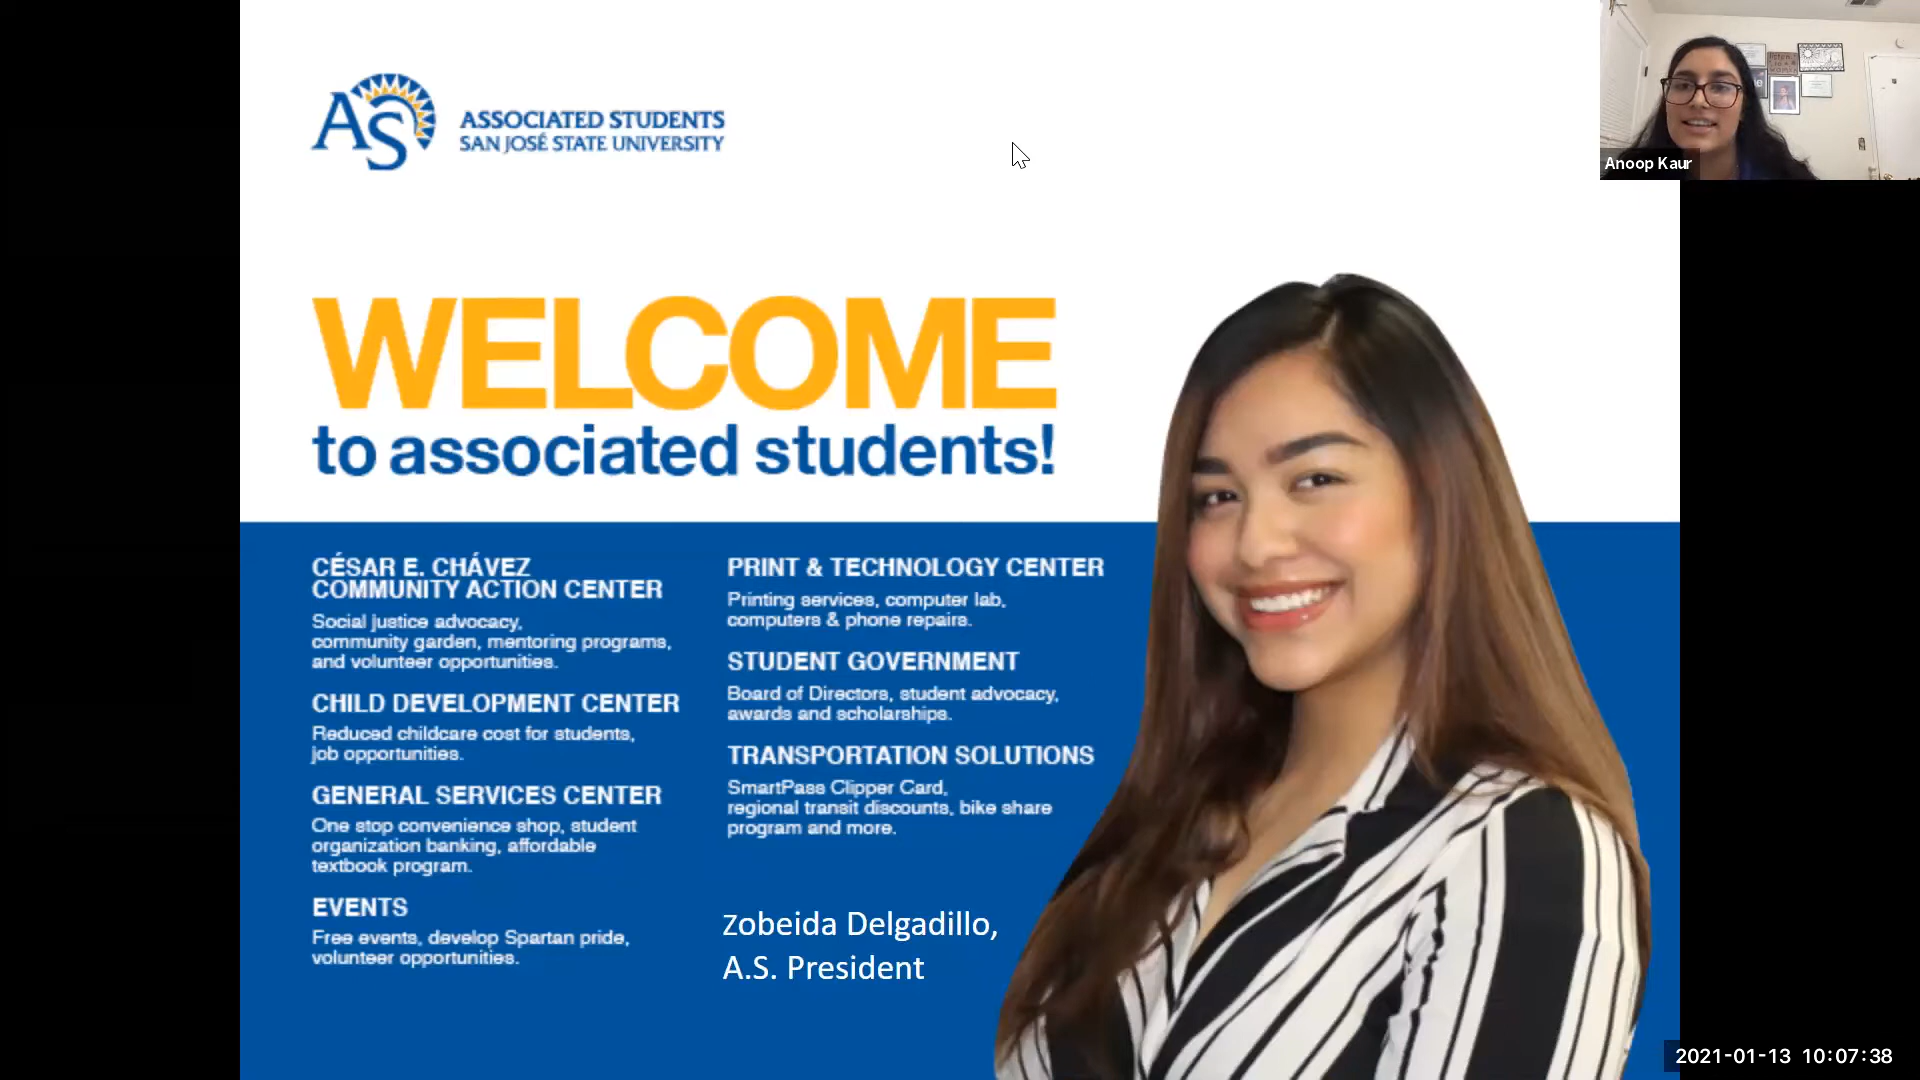 AS
ASSOCIATED STUDENTS
SAN JOSÉ STATE UNIVERSITY
Anoop Kaur
WELCOME
to associated students!
CÉSAR E. CHÁVEZ
COMMUNITY ACTION CENTER
Social justice advocacy,
community garden, mentoring programs,
and volunteer opportunities.
CHILD DEVELOPMENT CENTER
Reduced childcare cost for students,
job opportunities.
GENERAL SERVICES CENTER
One stop convenience shop, student
organization banking, affordable
textbook program.
EVENTS
Free events, develop Spartan pride,
volunteer opportunities.
PRINT & TECHNOLOGY CENTER
Printing services, computer lab,
computers & phone repairs.
STUDENT GOVERNMENT
Board of Directors, student advocacy,
awards and scholarships.
TRANSPORTATION SOLUTIONS
SmartPass Clipper Card,
regional transit discounts, bike share
program and more.
Zobeida Delgadillo,
A.S. President
2021-01-13 10:07:38